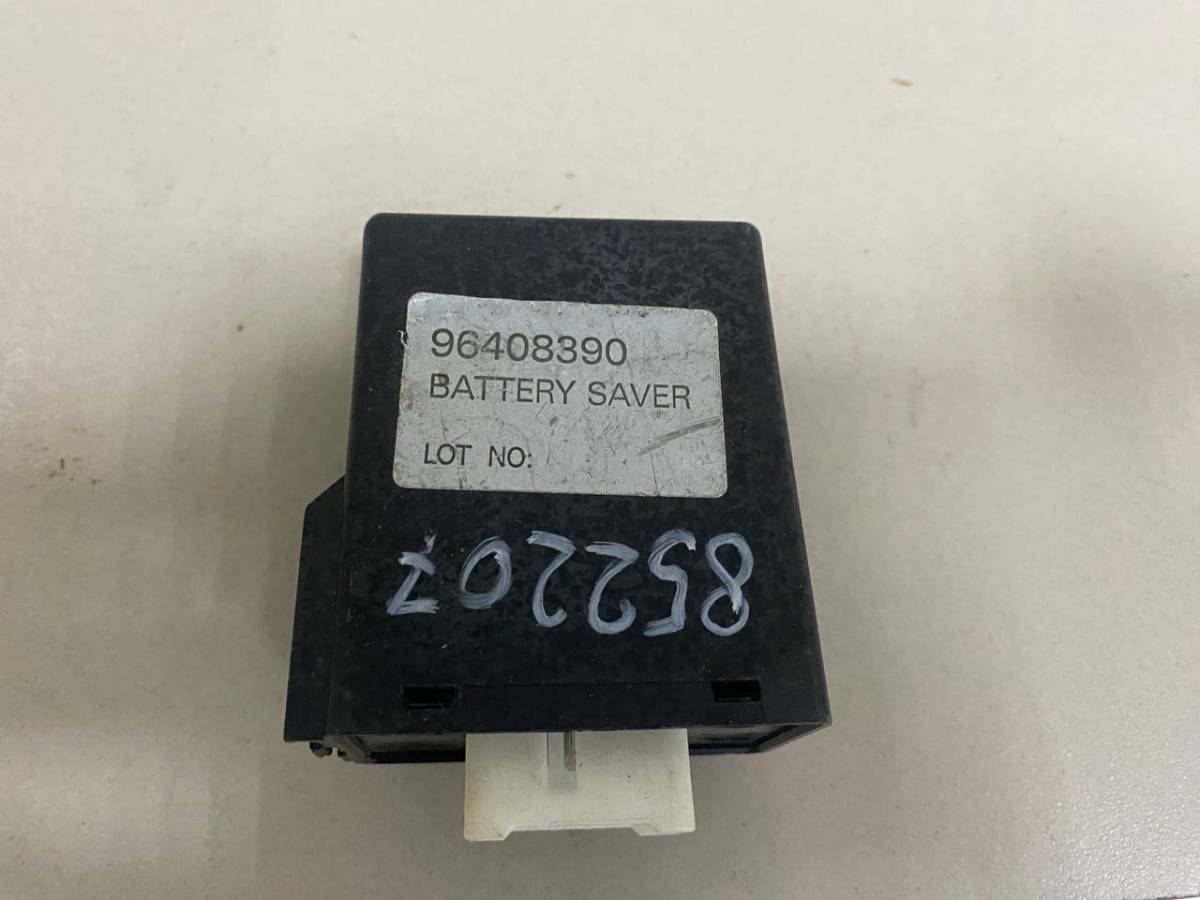 96408390
BATTERY SAVER
LOT NO:
852207